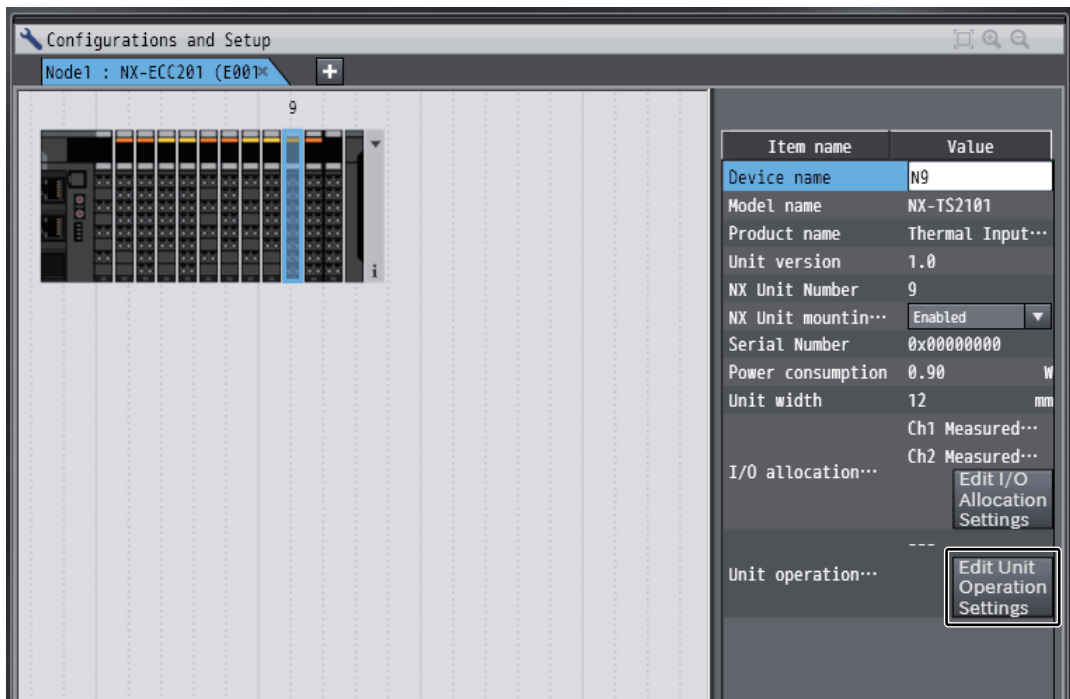 Configurations and Setup
Node1 : NX-ECC201 (E001
+
9
i
Item name Value
Device name N9
Model name NX-TS2101
Product name Thermal Input···
Unit version 1.0
NX Unit Number 9
NX Unit mountin··· Enabled
Serial Number 0x00000000
Power consumption 0.90 W
Unit width 12 mm
Ch1 Measured···
Ch2 Measured···
I/O allocation···
Edit I/O
Allocation
Settings
---
Unit operation···
Edit Unit
Operation
Settings